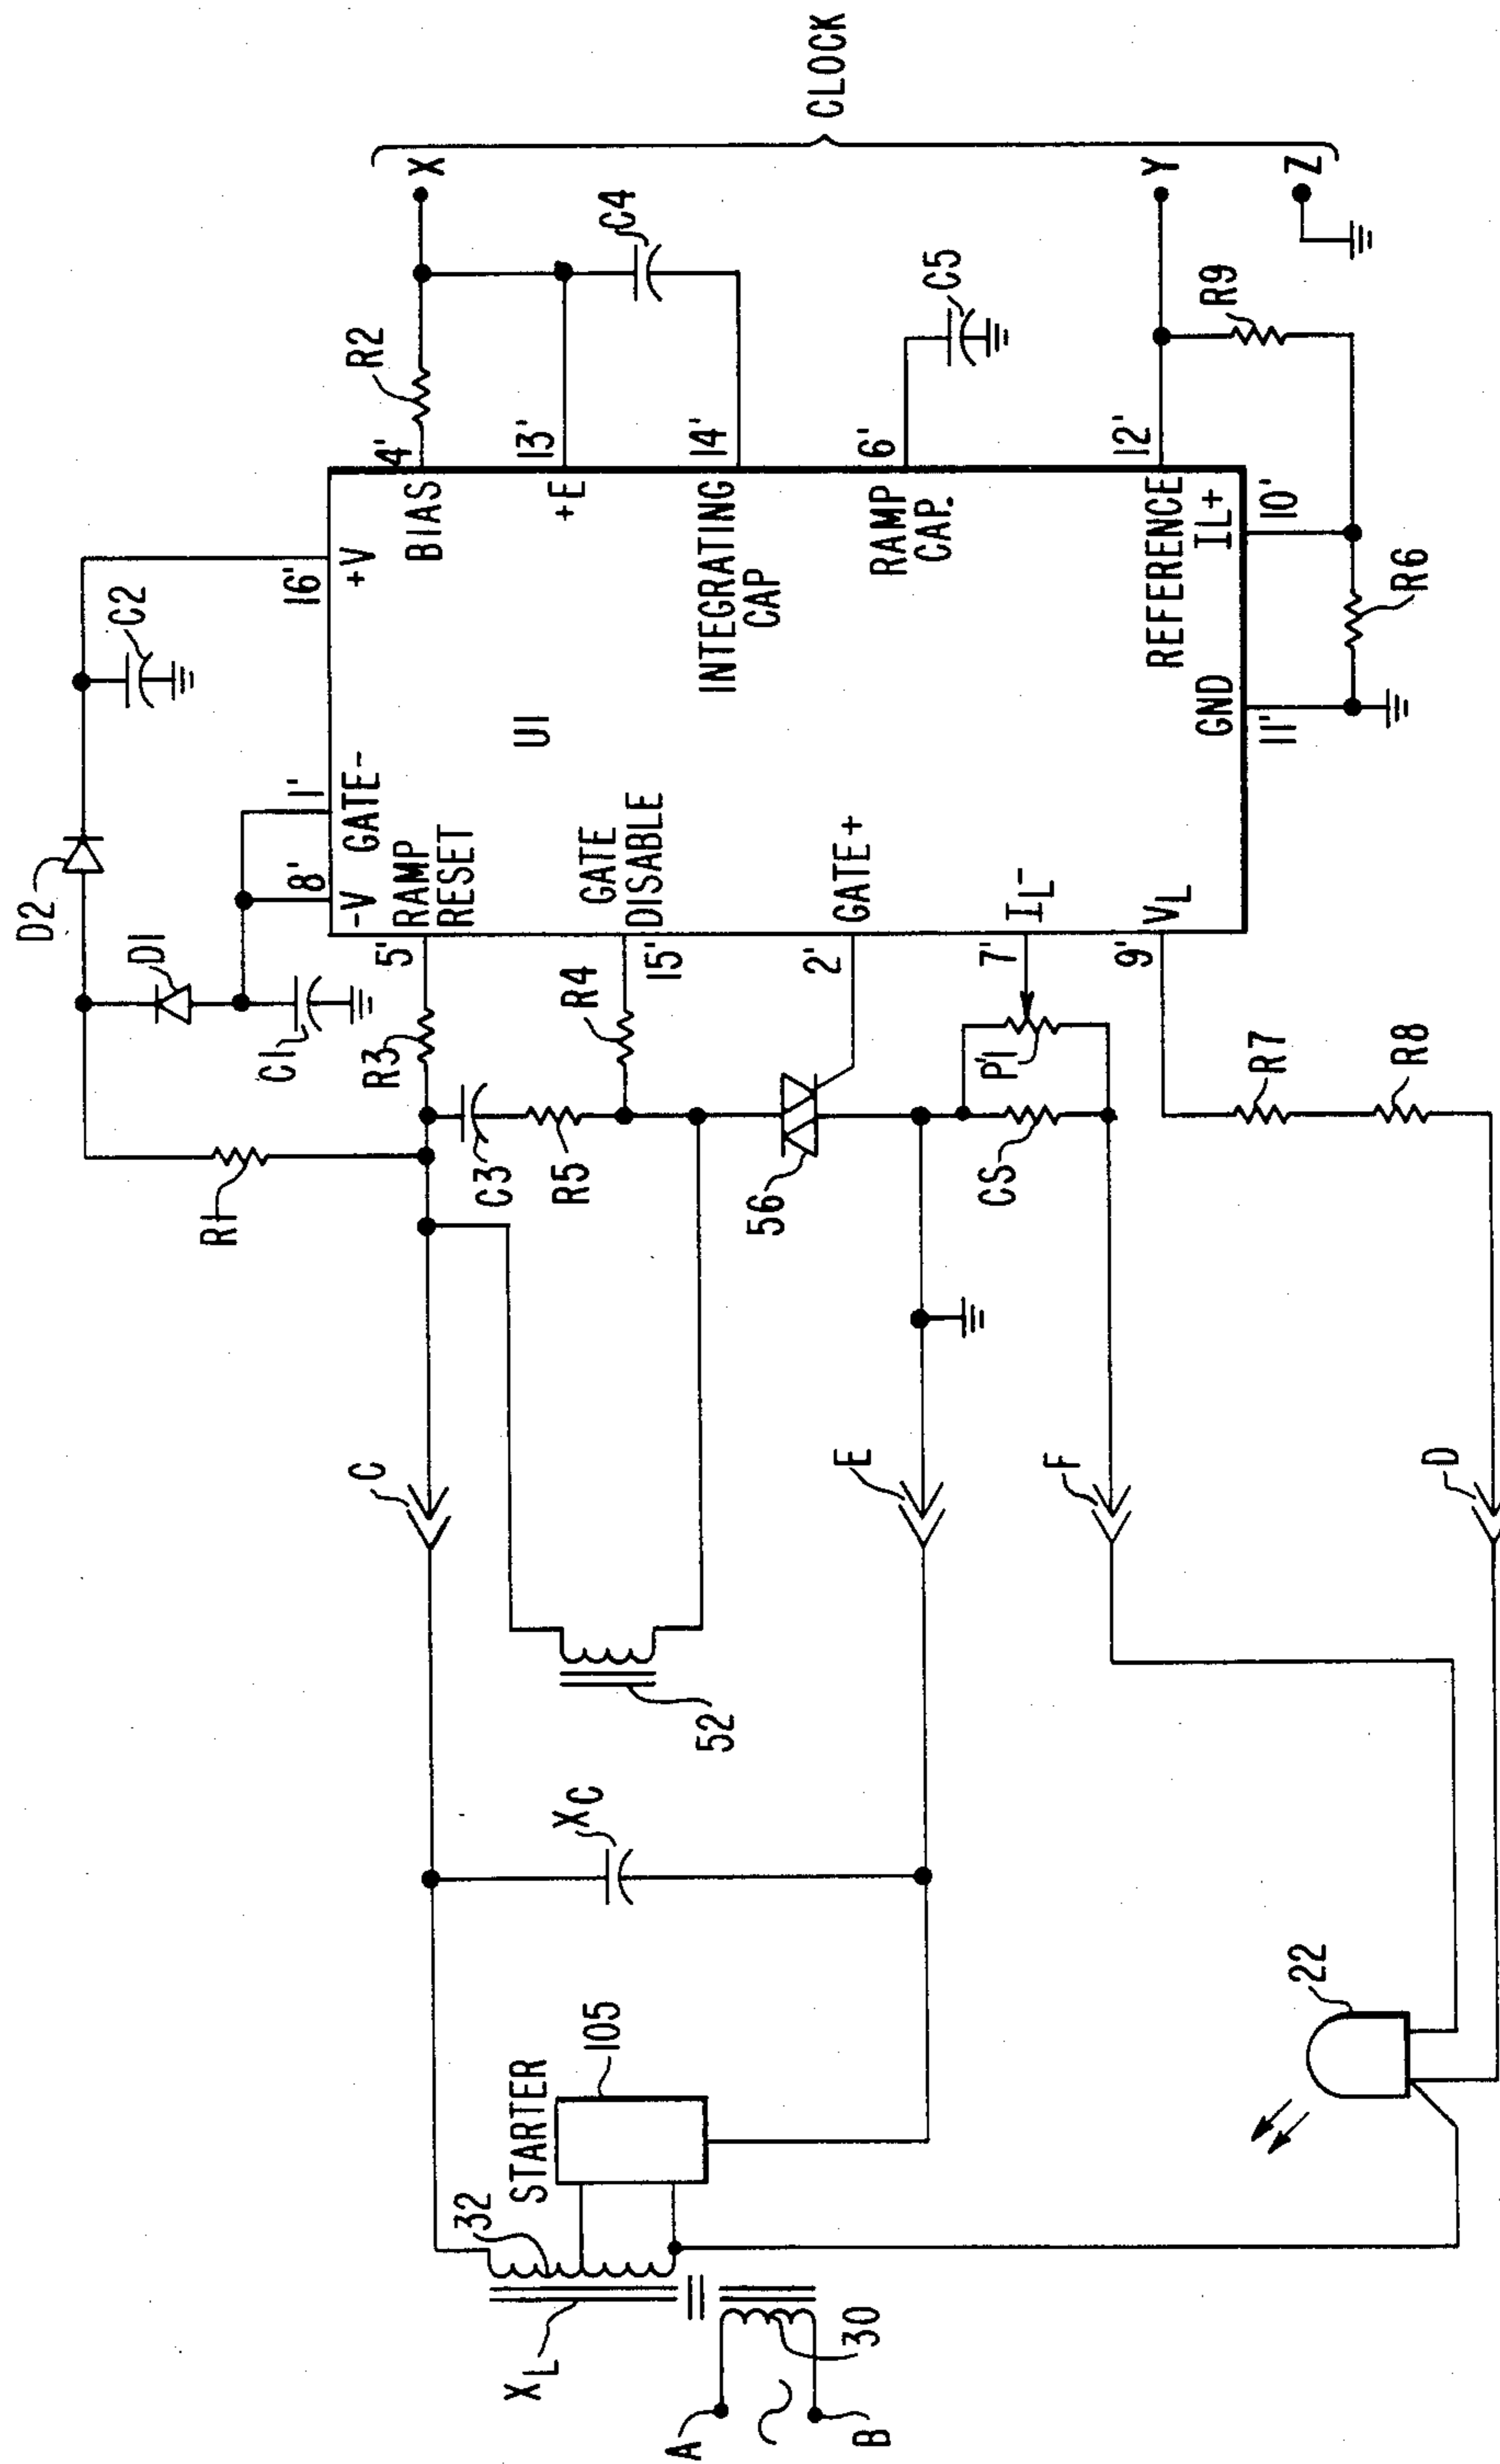 D2
C2
16'
+V
D1
C1
8'
1'
-V
GATE-
R1
R3
5'
RAMP
RESET
U1
4'
BIAS
R2
X
CLOCK
13'
+E
C4
14'
INTEGRATING
CAP
C
C3
R5
R4
15'
GATE
DISABLE
6'
RAMP
CAP.
C5
52
56
2'
GATE+
E
CS
P'1
7'
IL-
12'
REFERENCE
Y
Z
R9
9'
VL
GND
IL+
11'
10'
R6
F
R7
R8
D
XC
STARTER
105
32
XL
30
A
B
22